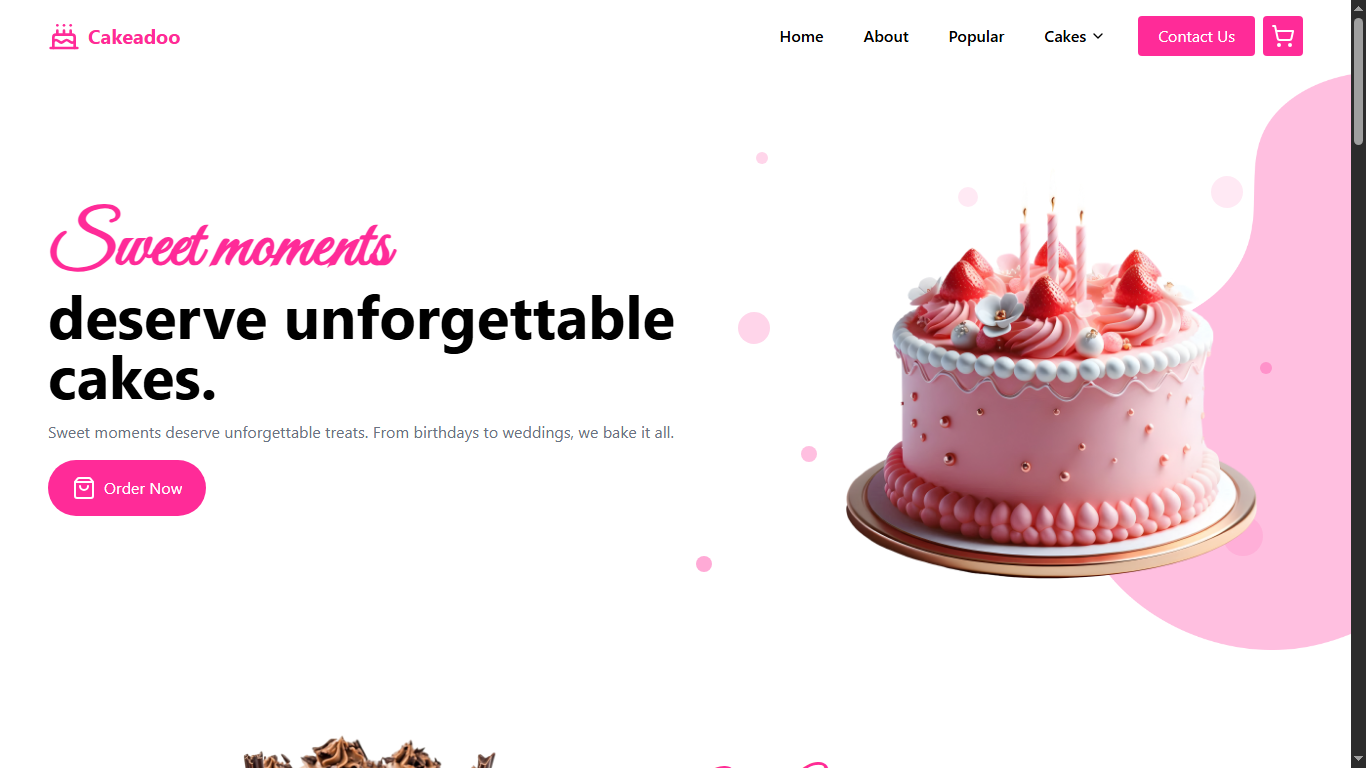 Cakeadoo
Home
About
Popular
Cakes
Contact Us
Sweet moments
deserve unforgettable
cakes.
Sweet moments deserve unforgettable treats. From birthdays to weddings, we bake it all.
Order Now